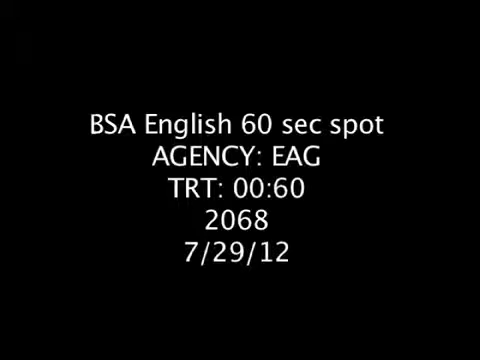 BSA English 60 sec spot
AGENCY: EAG
TRT: 00:60
2068
7/29/12